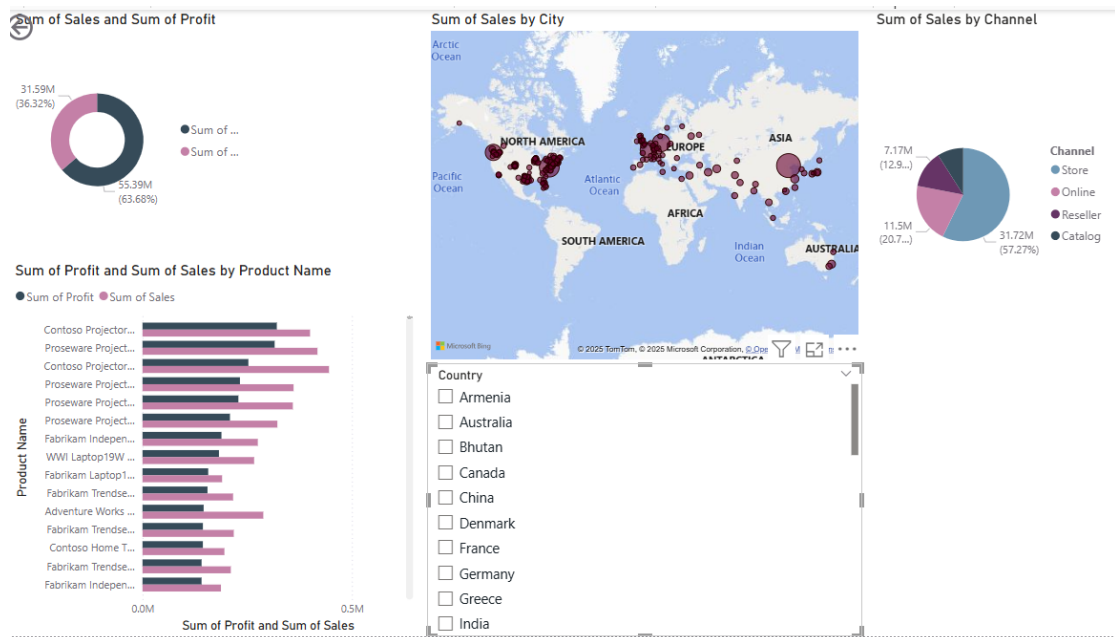 Sum of Sales and Sum of Profit
31.59M
(36.32%)
Sum of ...
Sum of ...
55.39M
(63.68%)
Sum of Sales by City
Arctic
Ocean
NORTH AMERICA
EUROPE
ASIA
Pacific
Ocean
Atlantic
Ocean
AFRICA
SOUTH AMERICA
Indian
Ocean
AUSTRALIA
Microsoft Bing
© 2025 TomTom, © 2025 Microsoft Corporation, © Ope
ANTARCTICA
Sum of Sales by Channel
7.17M
(12.9...)
11.5M
(20.7...)
31.72M
(57.27%)
Channel
Store
Online
Reseller
Catalog
Sum of Profit and Sum of Sales by Product Name
Sum of Profit
Sum of Sales
Product Name
Contoso Projector...
Proseware Project...
Contoso Projector...
Proseware Project...
Proseware Project...
Proseware Project...
Fabrikam Indepen...
WWI Laptop19W ...
Fabrikam Laptop1...
Fabrikam Trendse...
Adventure Works ...
Fabrikam Trendse...
Contoso Home T...
Fabrikam Trendse...
Fabrikam Indepen...
0.0M
0.5M
Sum of Profit and Sum of Sales
Country
Armenia
Australia
Bhutan
Canada
China
Denmark
France
Germany
Greece
India